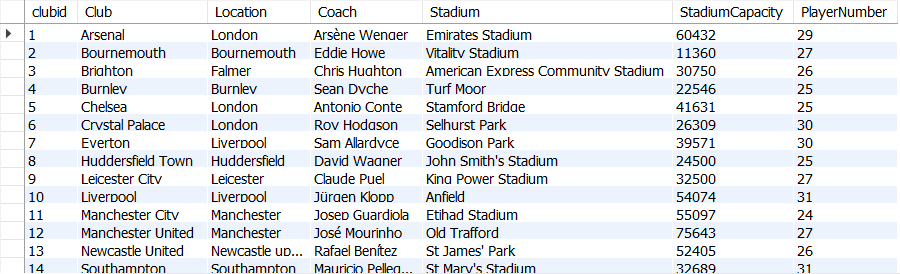 clubid Club Location Coach Stadium StadiumCapacity PlayerNumber
1 Arsenal London Arsène Wenger Emirates Stadium 60432 29
2 Bournemouth Bournemouth Eddie Howe Vitality Stadium 11360 27
3 Brighton Falmer Chris Hughton American Express Community Stadium 30750 26
4 Burnley Burnley Sean Dyche Turf Moor 22546 25
5 Chelsea London Antonio Conte Stamford Bridge 41631 25
6 Crystal Palace London Roy Hodgson Selhurst Park 26309 30
7 Everton Liverpool Sam Allardyce Goodison Park 39571 30
8 Huddersfield Town Huddersfield David Wagner John Smith's Stadium 24500 25
9 Leicester City Leicester Claude Puel King Power Stadium 32500 27
10 Liverpool Liverpool Jürgen Klopp Anfield 54074 31
11 Manchester City Manchester Josep Guardiola Etihad Stadium 55097 24
12 Manchester United Manchester José Mourinho Old Trafford 75643 27
13 Newcastle United Newcastle up... Rafael Benítez St James' Park 52405 26
14 Southampton Southampton Mauricio Pelleg... St Mary's Stadium 32689 31